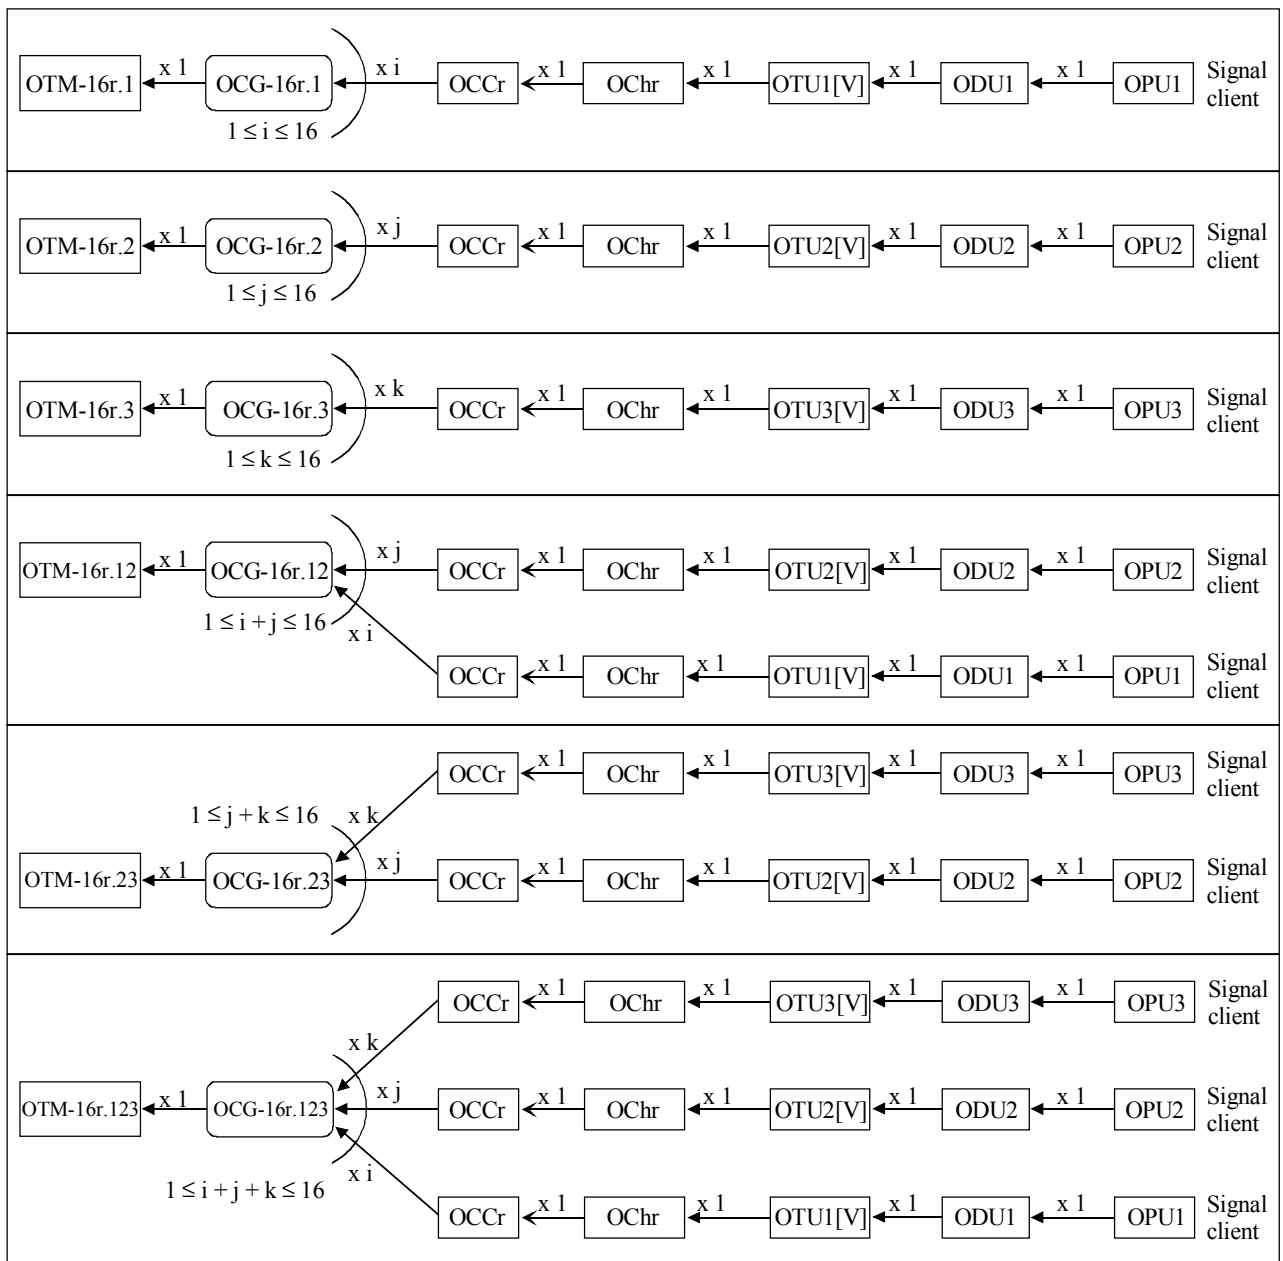 OTM-16r.1 x 1 OCG-16r.1 x i OCCr x 1 OChr x 1 OTU1[V] x 1 ODU1 x 1 OPU1 Signal client
1 ≤ i ≤ 16
OTM-16r.2 x 1 OCG-16r.2 x j OCCr x 1 OChr x 1 OTU2[V] x 1 ODU2 x 1 OPU2 Signal client
1 ≤ j ≤ 16
OTM-16r.3 x 1 OCG-16r.3 x k OCCr x 1 OChr x 1 OTU3[V] x 1 ODU3 x 1 OPU3 Signal client
1 ≤ k ≤ 16
OTM-16r.12 x 1 OCG-16r.12 x j OCCr x 1 OChr x 1 OTU2[V] x 1 ODU2 x 1 OPU2 Signal client
1 ≤ i + j ≤ 16
x i OCCr x 1 OChr x 1 OTU1[V] x 1 ODU1 x 1 OPU1 Signal client
x k OCCr x 1 OChr x 1 OTU3[V] x 1 ODU3 x 1 OPU3 Signal client
1 ≤ j + k ≤ 16
OTM-16r.23 x 1 OCG-16r.23 x j OCCr x 1 OChr x 1 OTU2[V] x 1 ODU2 x 1 OPU2 Signal client
x k OCCr x 1 OChr x 1 OTU3[V] x 1 ODU3 x 1 OPU3 Signal client
OTM-16r.123 x 1 OCG-16r.123 x j OCCr x 1 OChr x 1 OTU2[V] x 1 ODU2 x 1 OPU2 Signal client
1 ≤ i + j + k ≤ 16
x i OCCr x 1 OChr x 1 OTU1[V] x 1 ODU1 x 1 OPU1 Signal client